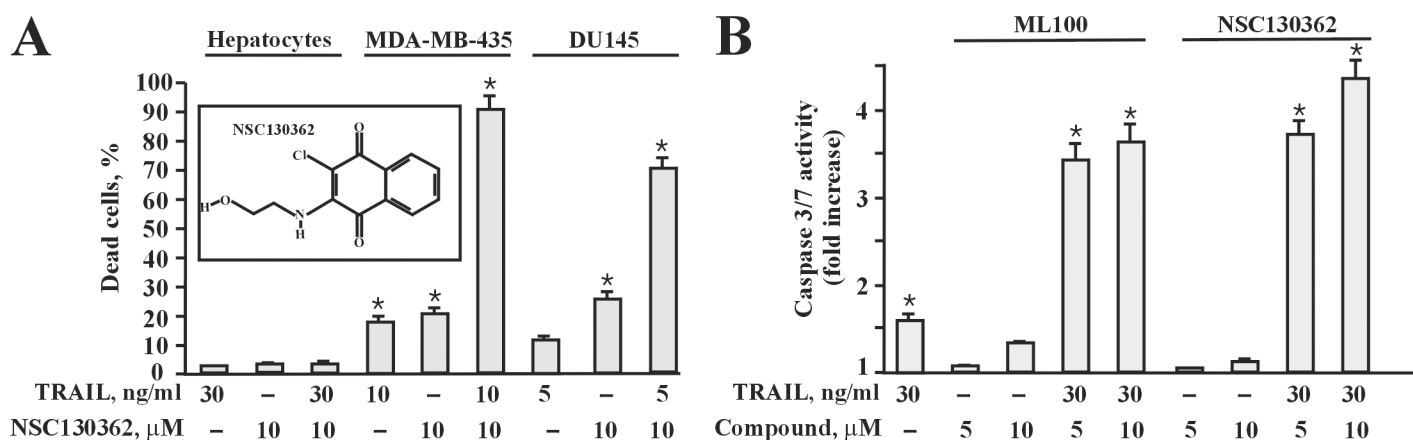 A
Hepatocytes MDA-MB-435 DU145
Dead cells, %
100
90
80
70
60
50
40
30
20
10
0
NSC130362
O
Cl
H O
N
H
O
* * * * *
TRAIL, ng/ml 30 – 30 10 – 10 5 – 5
NSC130362, μM – 10 10 – 10 10 – 10 10
B
ML100 NSC130362
Caspase 3/7 activity
(fold increase)
4
3
2
1
* * * * *
TRAIL, ng/ml 30 – – 30 30 – – 30 30
Compound, μM – 5 10 5 10 5 10 5 10